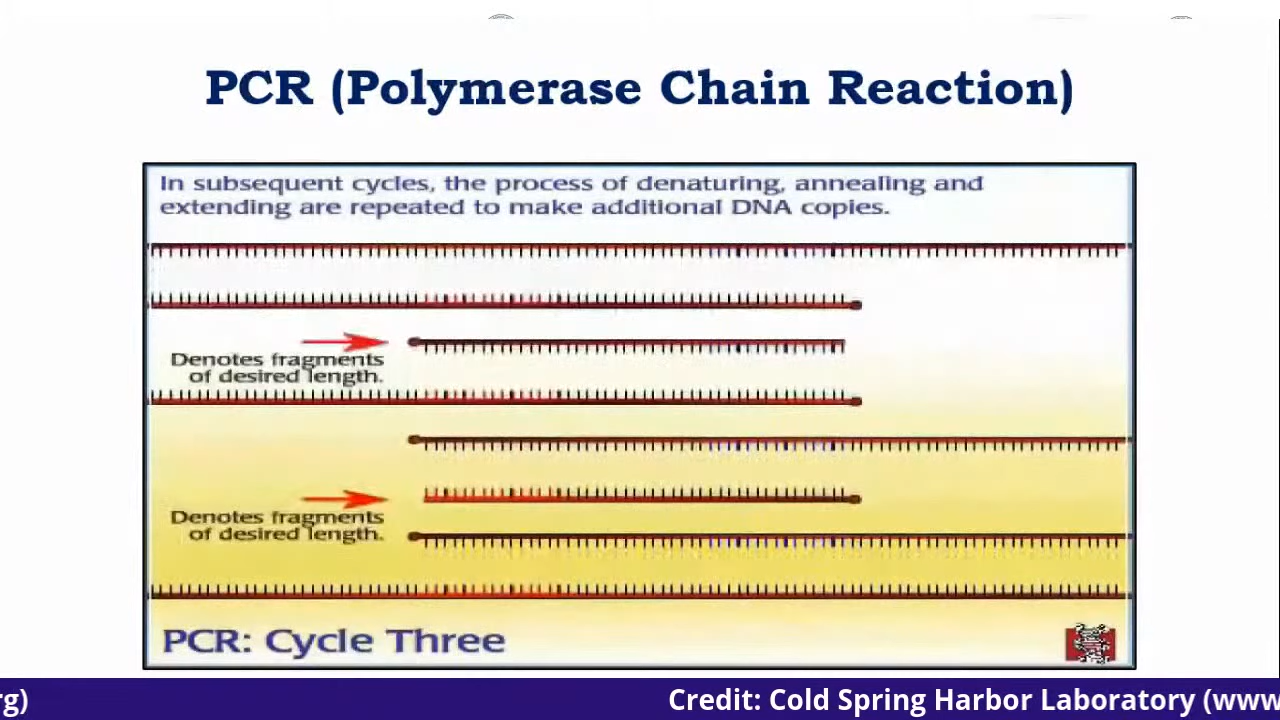 PCR (Polymerase Chain Reaction)
In subsequent cycles, the process of denaturing, annealing and
extending are repeated to make additional DNA copies.
Denotes fragments
of desired length.
Denotes fragments
of desired length.
PCR: Cycle Three
rg) Credit: Cold Spring Harbor Laboratory (www